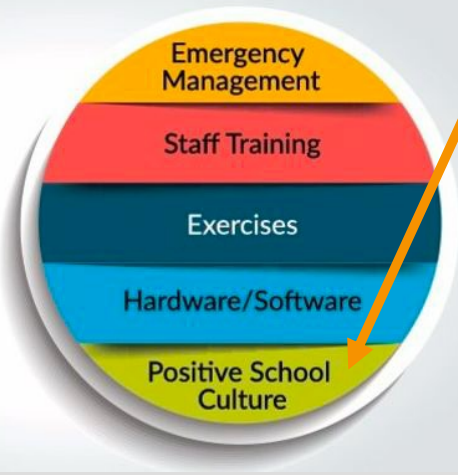 Emergency
Management
Staff Training
Exercises
Hardware/Software
Positive School
Culture